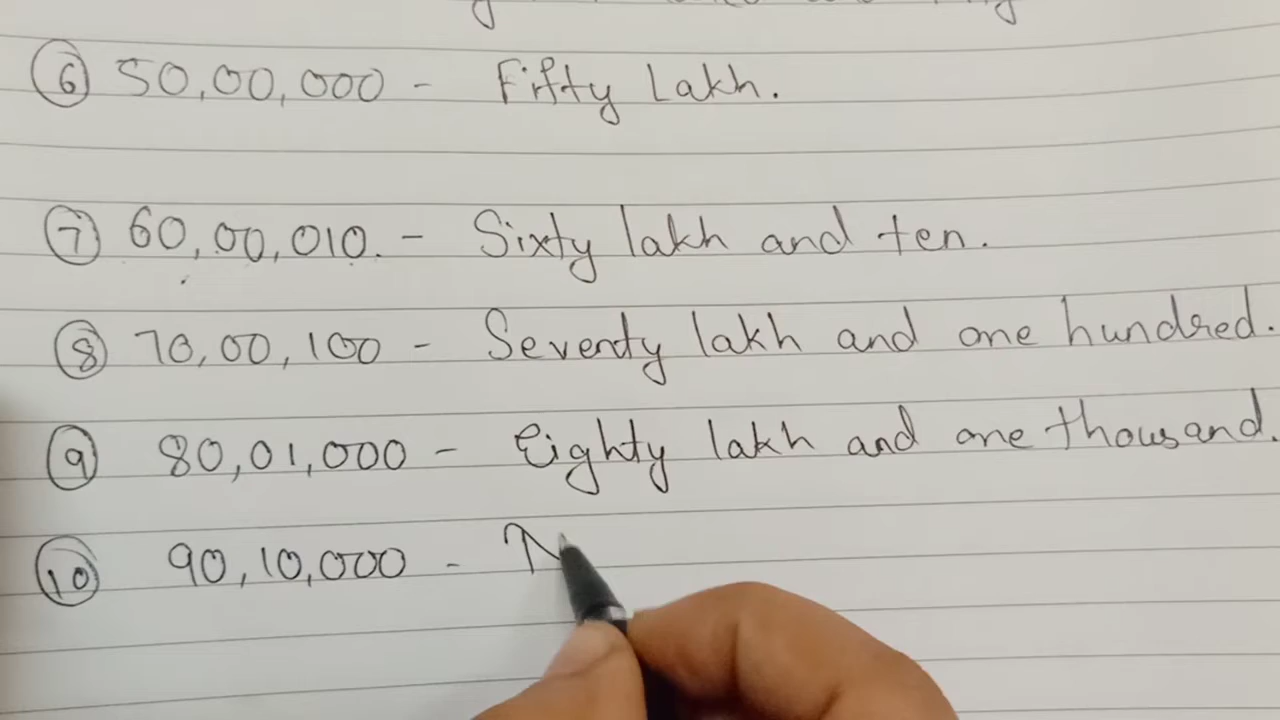 6 50,00,000 - Fifty Lakh.
7 60,00,010. - Sixty lakh and ten.
8 70,00,100 - Seventy lakh and one hundred.
9 80,01,000 - Eighty lakh and one thousand.
10 90,10,000 - N